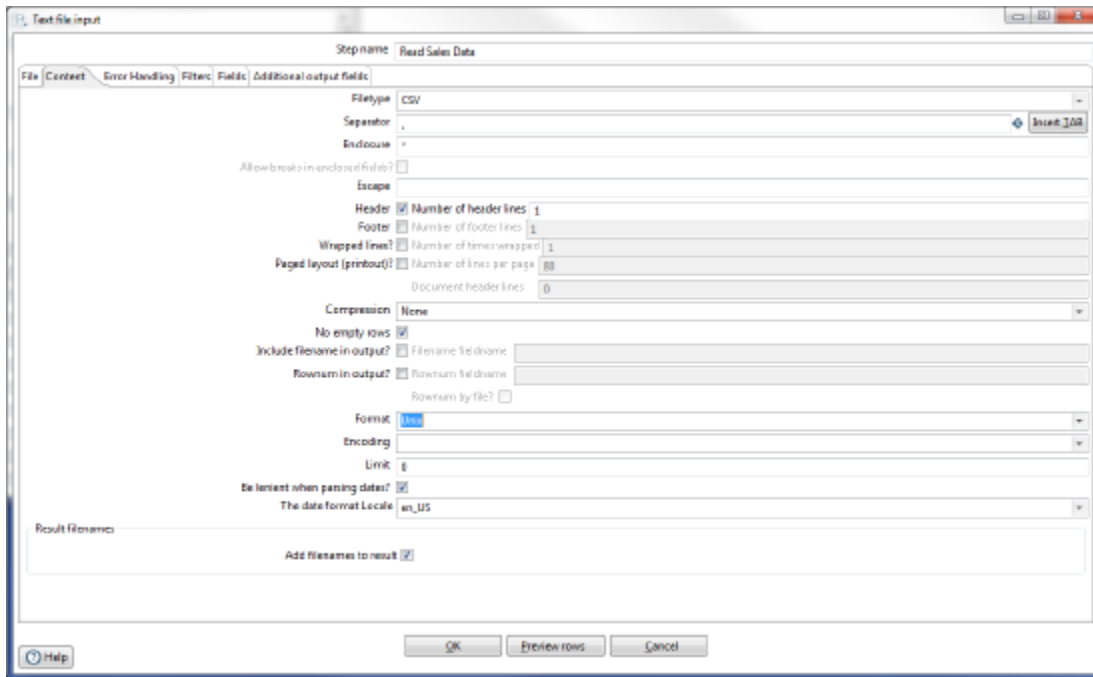 Text file input
Step name Read Sales Data
File Content Error Handling Filters Fields Additional output fields
Filetype CSV
Separator , Insert TAB
Enclosure "
Allow breaks in enclosed fields?
Escape
Header Number of header lines 1
Footer Number of footer lines 1
Wrapped lines? Number of times wrapped 1
Paged layout (printout)? Number of lines per page 80
Document header lines 0
Compression None
No empty rows
Include filename in output? Filename fieldname
Rownum in output? Rownum fieldname
Rownum by file?
Format Unix
Encoding
Limit 0
Be lenient when parsing dates?
The date format Locale en_US
Result filenames
Add filenames to result
OK Preview rows Cancel
Help